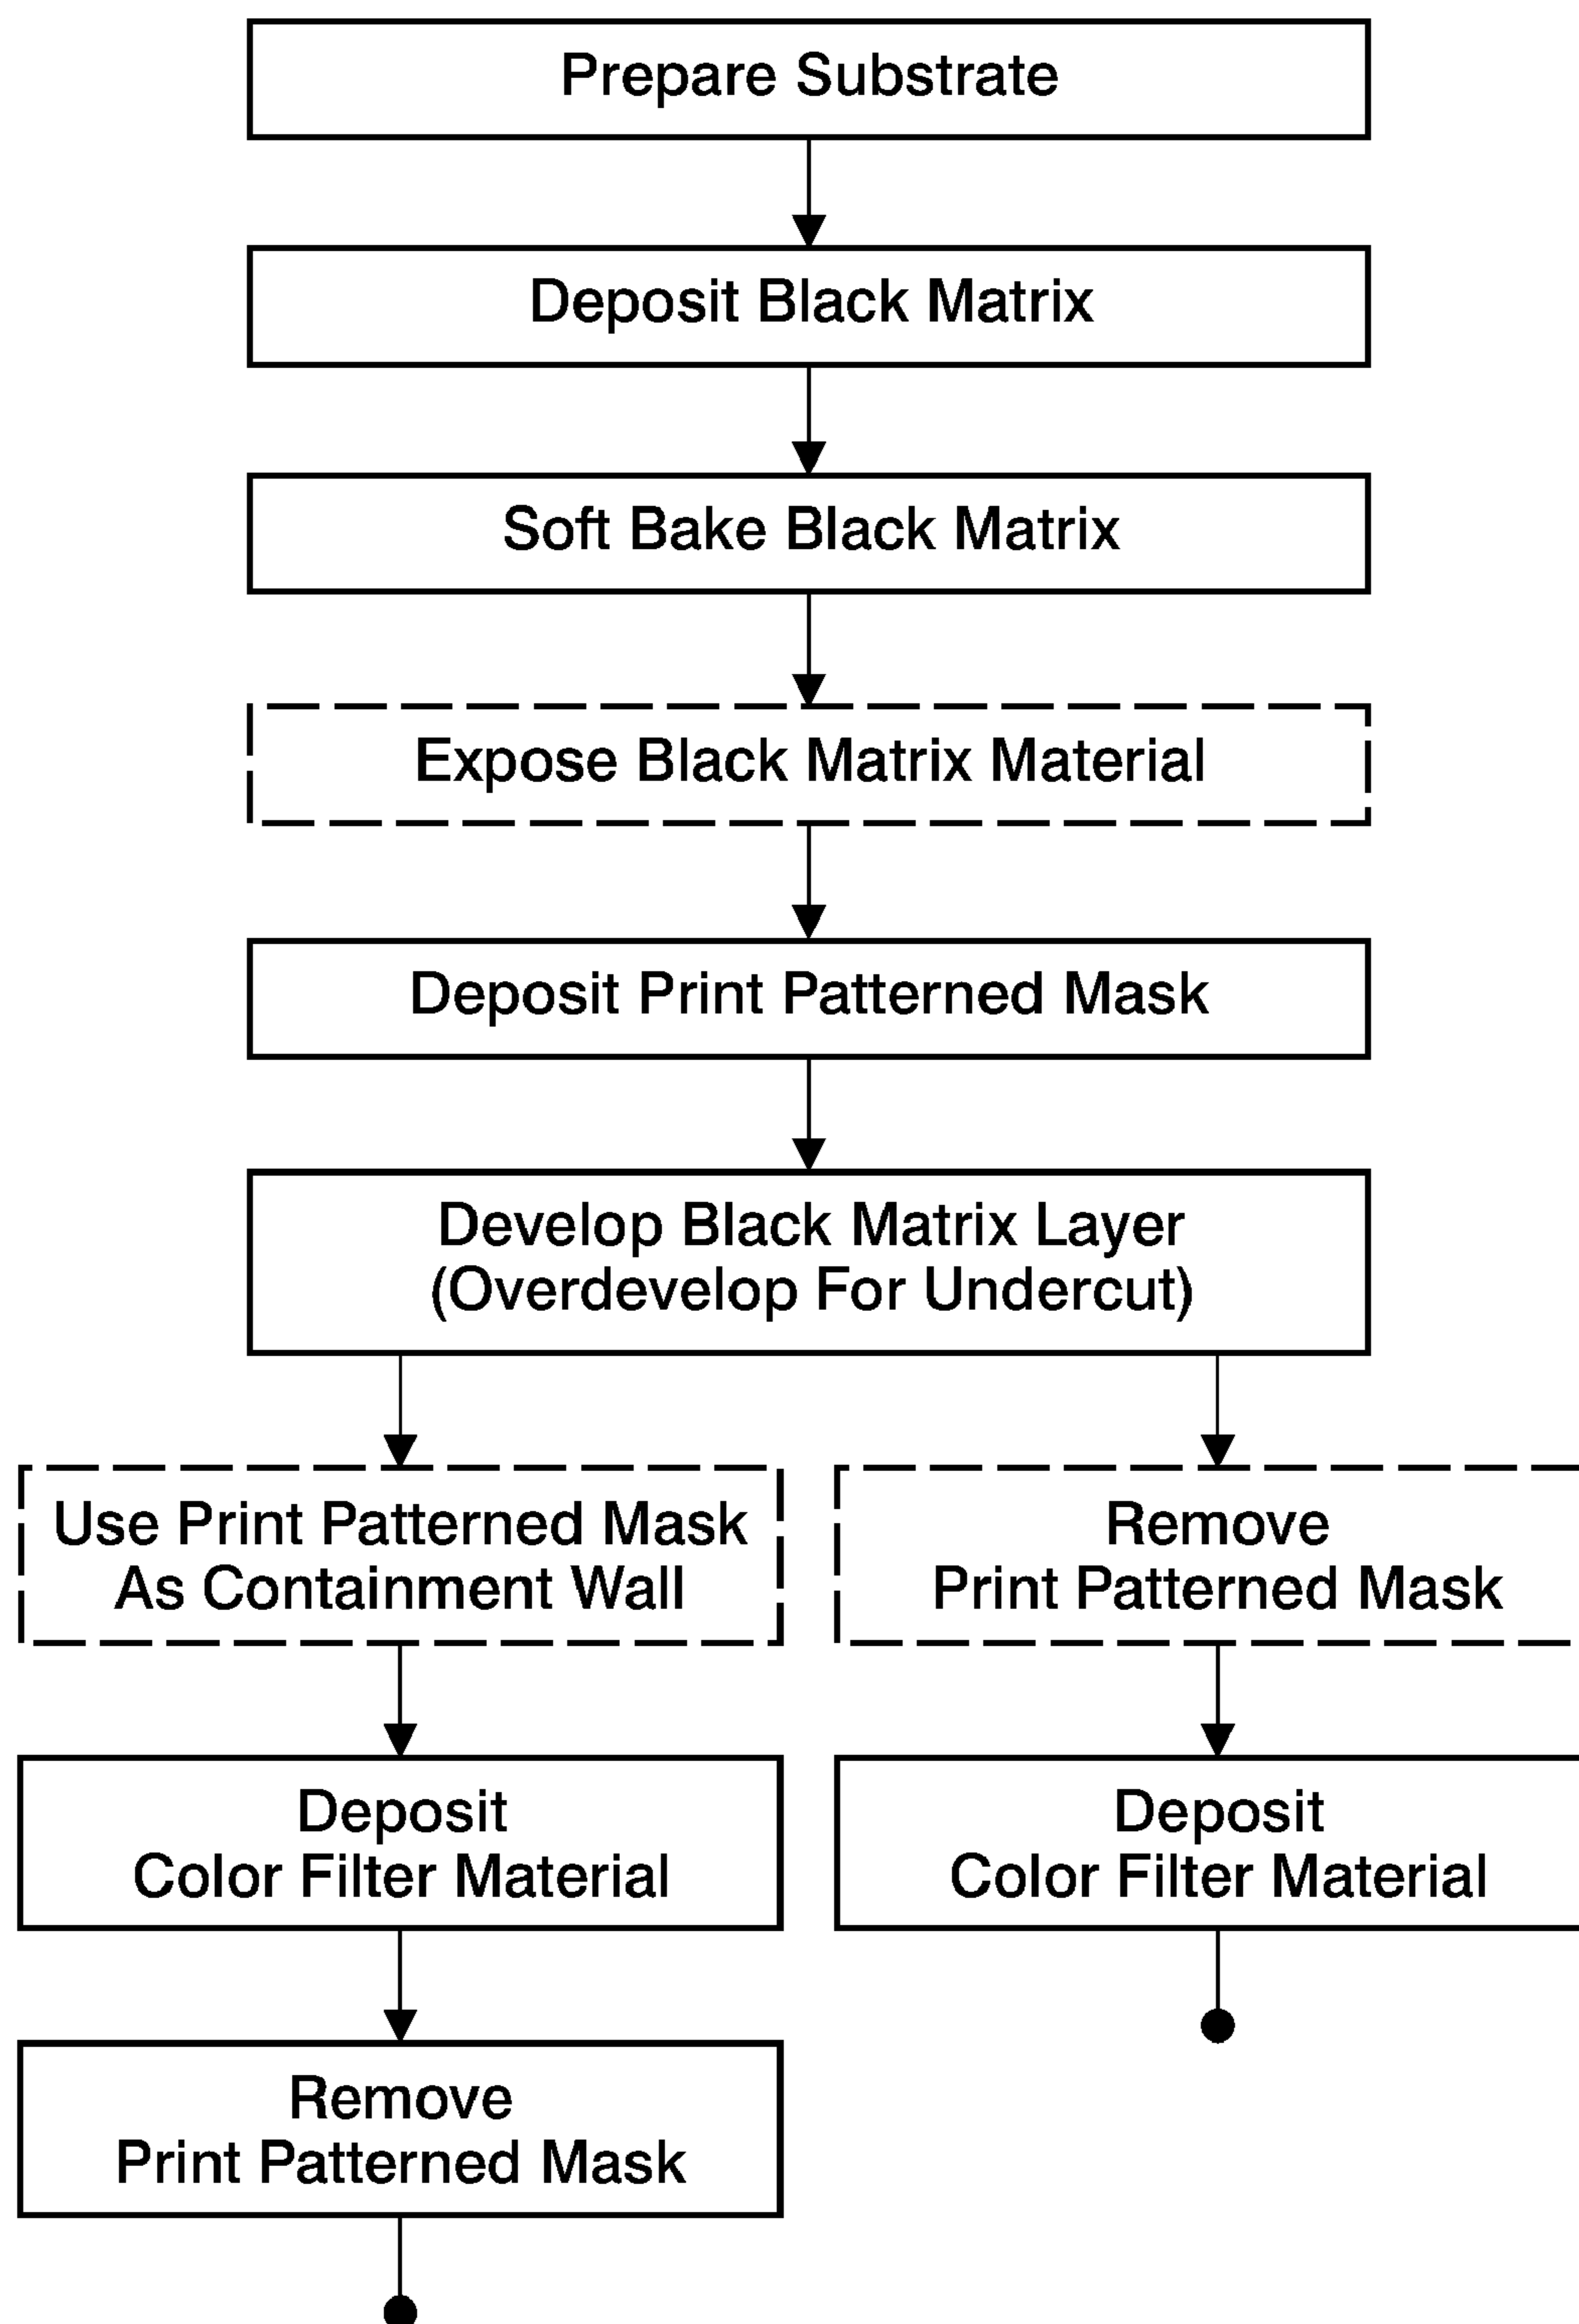 Prepare Substrate
Deposit Black Matrix
Soft Bake Black Matrix
Expose Black Matrix Material
Deposit Print Patterned Mask
Develop Black Matrix Layer
(Overdevelop For Undercut)
Use Print Patterned Mask
As Containment Wall
Remove
Print Patterned Mask
Deposit
Color Filter Material
Deposit
Color Filter Material
Remove
Print Patterned Mask